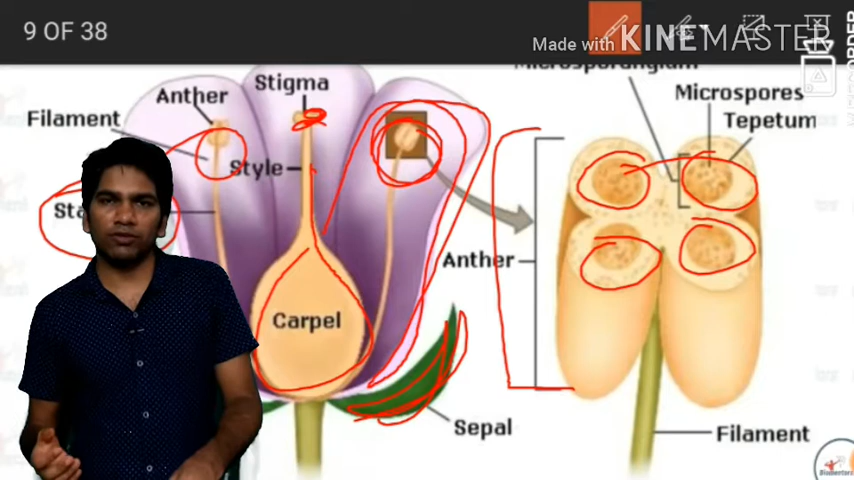 9 OF 38
Made with KINEMASTER
Stigma
Anther
Filament
Style
Carpel
Sepal
Microspores
Tepetum
Anther
Filament